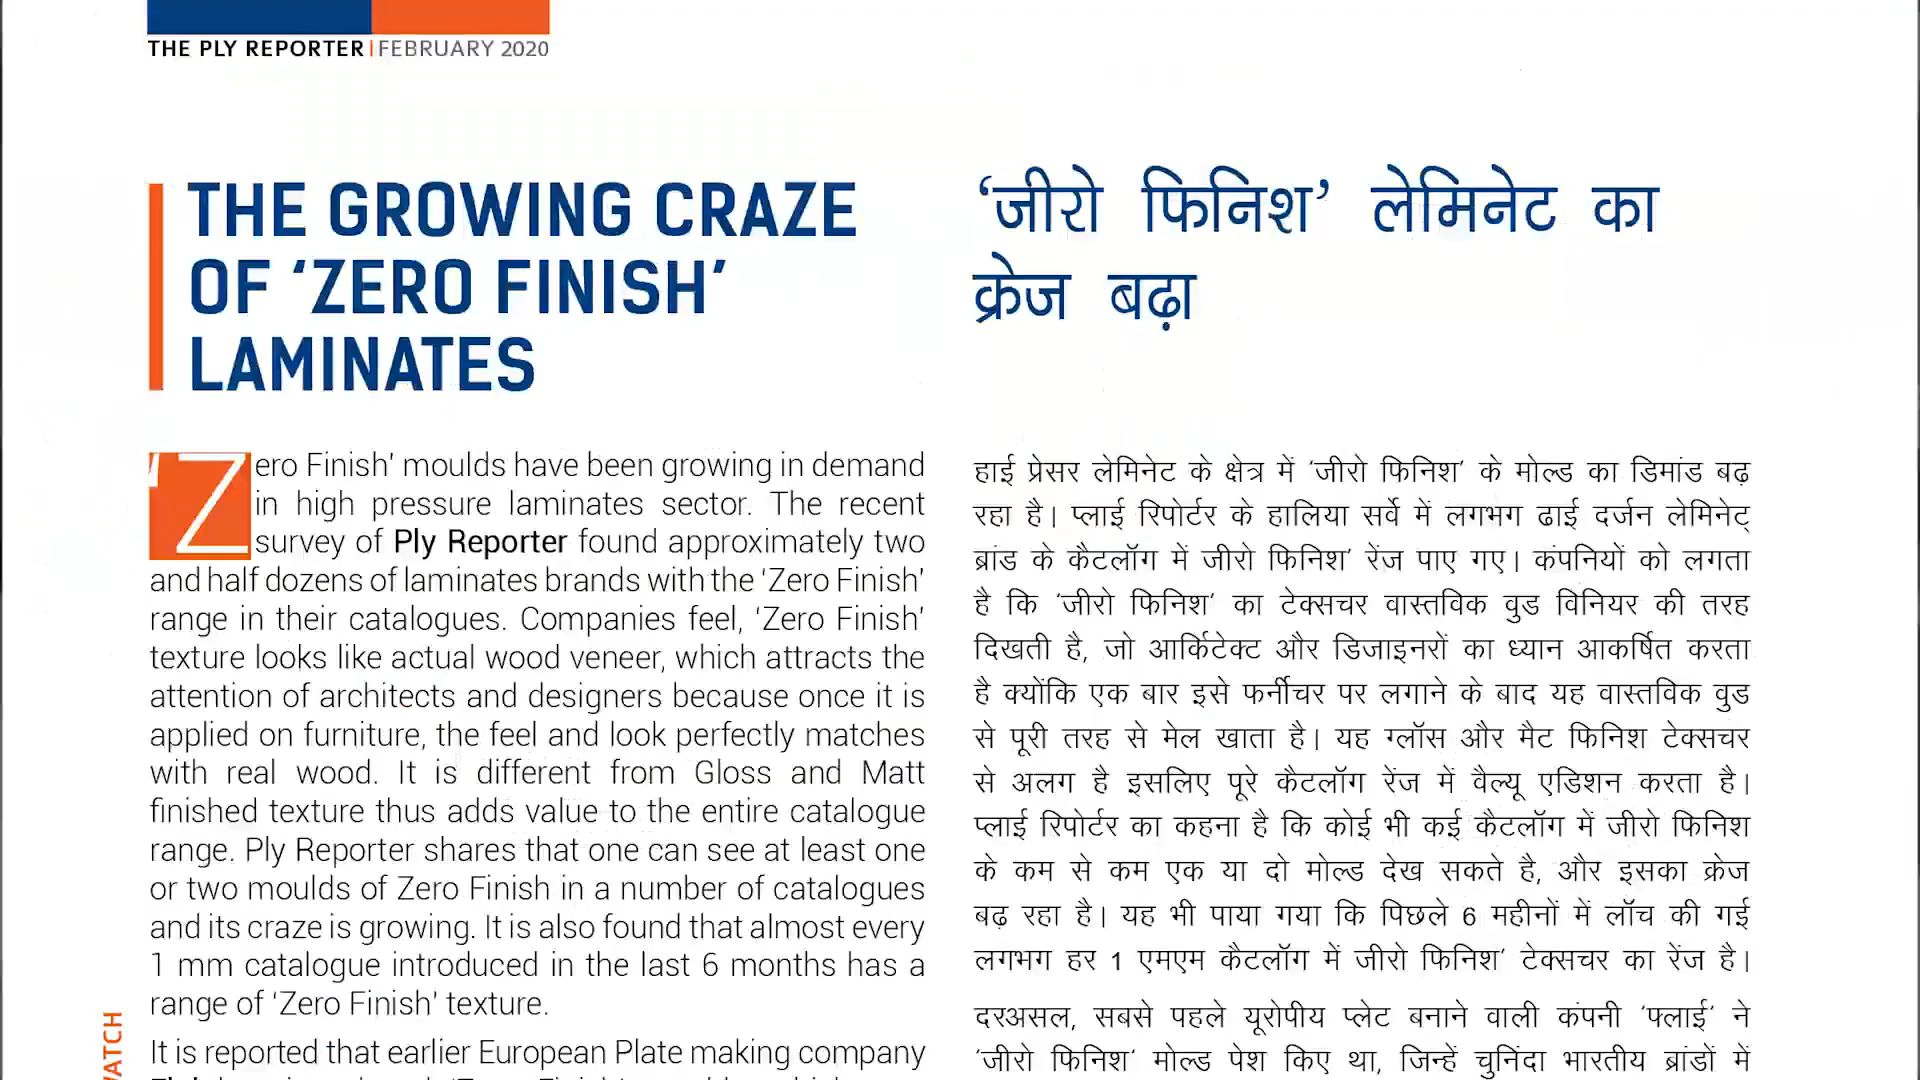 THE PLY REPORTER | FEBRUARY 2020
THE GROWING CRAZE
OF ‘ZERO FINISH’
LAMINATES
‘Zero Finish’ moulds have been growing in demand
in high pressure laminates sector. The recent
survey of Ply Reporter found approximately two
and half dozens of laminates brands with the ‘Zero Finish’
range in their catalogues. Companies feel, ‘Zero Finish’
texture looks like actual wood veneer, which attracts the
attention of architects and designers because once it is
applied on furniture, the feel and look perfectly matches
with real wood. It is different from Gloss and Matt
finished texture thus adds value to the entire catalogue
range. Ply Reporter shares that one can see at least one
or two moulds of Zero Finish in a number of catalogues
and its craze is growing. It is also found that almost every
1 mm catalogue introduced in the last 6 months has a
range of ‘Zero Finish’ texture.
It is reported that earlier European Plate making company
‘जीरो फिनिश’ लेमिनेट का
क्रेज बढ़ा
हाई प्रेसर लेमिनेट के क्षेत्र में ‘जीरो फिनिश’ के मोल्ड का डिमांड बढ़
रहा है। प्लाई रिपोर्टर के हालिया सर्वे में लगभग ढाई दर्जन लेमिनेट्
ब्रांड के कैटलॉग में जीरो फिनिश’ रेंज पाए गए। कंपनियों को लगता
है कि ‘जीरो फिनिश’ का टेक्सचर वास्तविक वुड विनियर की तरह
दिखती है, जो आर्किटेक्ट और डिजाइनरों का ध्यान आकर्षित करता
है क्योंकि एक बार इसे फर्नीचर पर लगाने के बाद यह वास्तविक वुड
से पूरी तरह से मेल खाता है। यह ग्लॉस और मैट फिनिश टेक्सचर
से अलग है इसलिए पूरे कैटलॉग रेंज में वैल्यू एडिशन करता है।
प्लाई रिपोर्टर का कहना है कि कोई भी कई कैटलॉग में जीरो फिनिश
के कम से कम एक या दो मोल्ड देख सकते है, और इसका क्रेज
बढ़ रहा है। यह भी पाया गया कि पिछले 6 महीनों में लॉच की गई
लगभग हर 1 एमएम कैटलॉग में जीरो फिनिश’ टेक्सचर का रेंज है।
दरअसल, सबसे पहले यूरोपीय प्लेट बनाने वाली कंपनी ‘फ्लाई’ ने
‘जीरो फिनिश’ मोल्ड पेश किए था, जिन्हें चुनिंदा भारतीय ब्रांडों में